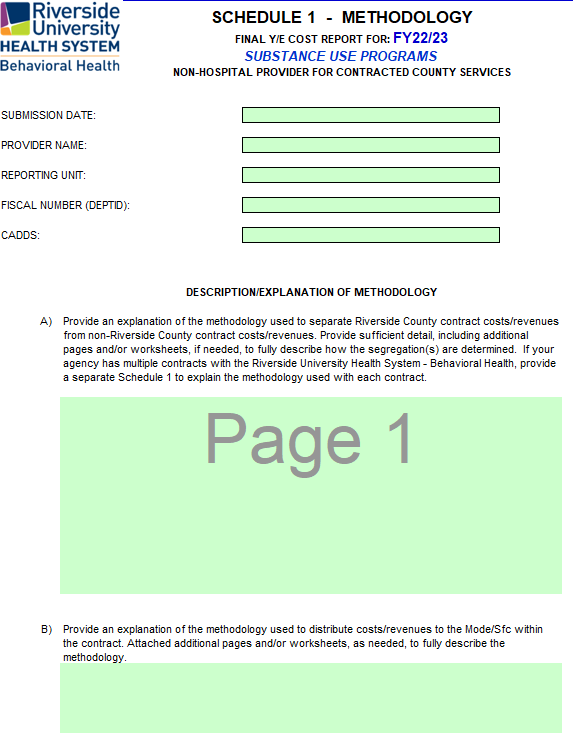 Riverside
University
HEALTH SYSTEM
Behavioral Health
SCHEDULE 1 - METHODOLOGY
FINAL Y/E COST REPORT FOR: FY22/23
SUBSTANCE USE PROGRAMS
NON-HOSPITAL PROVIDER FOR CONTRACTED COUNTY SERVICES
SUBMISSION DATE:
PROVIDER NAME:
REPORTING UNIT:
FISCAL NUMBER (DEPTID):
CADDS:
DESCRIPTION/EXPLANATION OF METHODOLOGY
A) Provide an explanation of the methodology used to separate Riverside County contract costs/revenues
from non-Riverside County contract costs/revenues. Provide sufficient detail, including additional
pages and/or worksheets, if needed, to fully describe how the segregation(s) are determined. If your
agency has multiple contracts with the Riverside University Health System - Behavioral Health, provide
a separate Schedule 1 to explain the methodology used with each contract.
Page 1
B) Provide an explanation of the methodology used to distribute costs/revenues to the Mode/Sfc within
the contract. Attached additional pages and/or worksheets, as needed, to fully describe the
methodology.